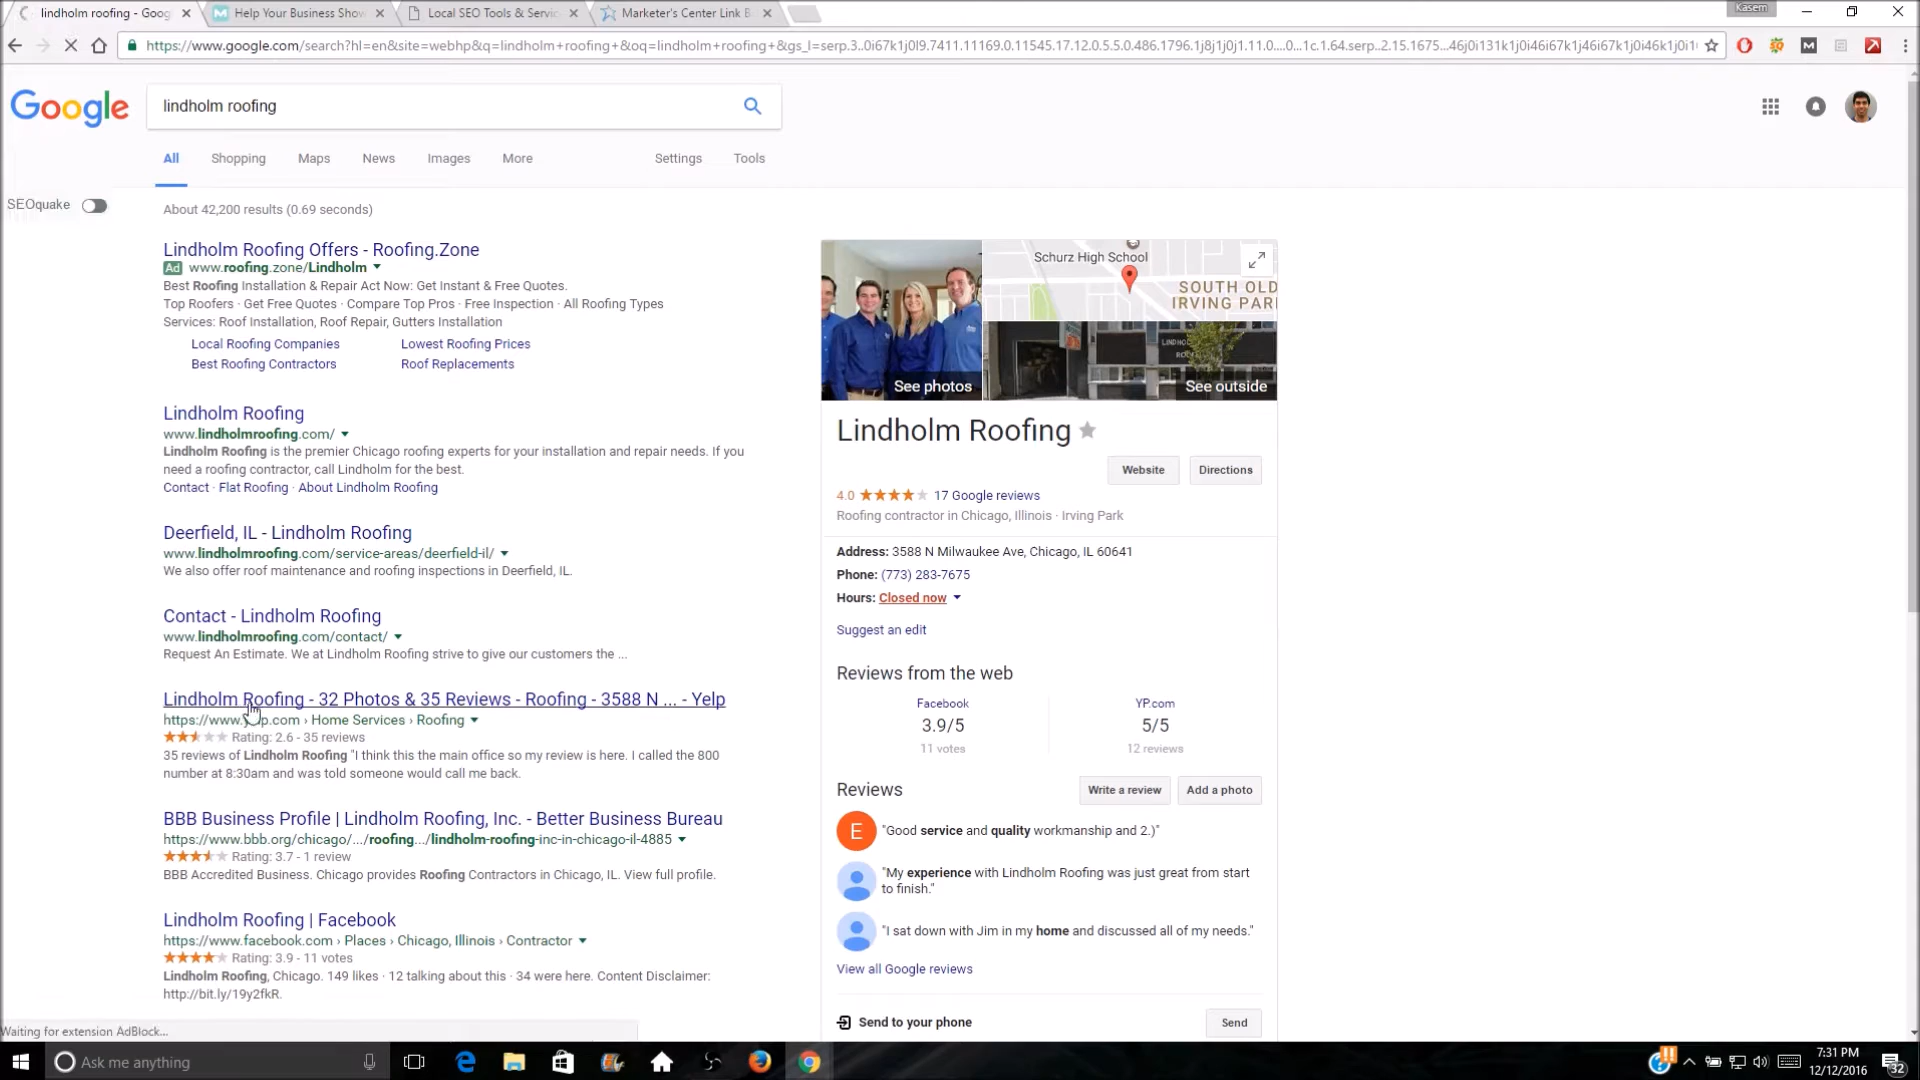 lindholm roofing - Goog
Help Your Business Show
Local SEO Tools & Servic
Marketer's Center Link B
Kasem
https://www.google.com/search?hl=en&site=webhp&q=lindholm+roofing+&oq=lindholm+roofing+&gs_l=serp.3..0i67k1j0l9.7411.11169.0.11545.17.12.0.5.5.0.486.1796.1j8j1j0j1.11.0....0...1c.1.64.serp..2.15.1675...46j0i131k1j0i46i67k1j46i67k1j0i46k1j0i1
Google
lindholm roofing
All Shopping Maps News Images More Settings Tools
SEOquake
About 42,200 results (0.69 seconds)
Lindholm Roofing Offers - Roofing.Zone
Ad www.roofing.zone/Lindholm
Best Roofing Installation & Repair Act Now: Get Instant & Free Quotes.
Top Roofers · Get Free Quotes · Compare Top Pros · Free Inspection · All Roofing Types
Services: Roof Installation, Roof Repair, Gutters Installation
Local Roofing Companies Lowest Roofing Prices
Best Roofing Contractors Roof Replacements
Lindholm Roofing
www.lindholmroofing.com/
Lindholm Roofing is the premier Chicago roofing experts for your installation and repair needs. If you
need a roofing contractor, call Lindholm for the best.
Contact · Flat Roofing · About Lindholm Roofing
Deerfield, IL - Lindholm Roofing
www.lindholmroofing.com/service-areas/deerfield-il/
We also offer roof maintenance and roofing inspections in Deerfield, IL.
Contact - Lindholm Roofing
www.lindholmroofing.com/contact/
Request An Estimate. We at Lindholm Roofing strive to give our customers the ...
Lindholm Roofing - 32 Photos & 35 Reviews - Roofing - 3588 N ... - Yelp
https://www.yelp.com › Home Services › Roofing
Rating: 2.6 - 35 reviews
35 reviews of Lindholm Roofing "I think this the main office so my review is here. I called the 800
number at 8:30am and was told someone would call me back.
BBB Business Profile | Lindholm Roofing, Inc. - Better Business Bureau
https://www.bbb.org/chicago/.../roofing.../lindholm-roofing-inc-in-chicago-il-4885
Rating: 3.7 - 1 review
BBB Accredited Business. Chicago provides Roofing Contractors in Chicago, IL. View full profile.
Lindholm Roofing | Facebook
https://www.facebook.com › Places › Chicago, Illinois › Contractor
Rating: 3.9 - 11 votes
Lindholm Roofing, Chicago. 149 likes · 12 talking about this · 34 were here. Content Disclaimer:
http://bit.ly/19y2fkR.
Schurz High School
SOUTH OLD
IRVING PARK
See photos
See outside
Lindholm Roofing
Website Directions
4.0 17 Google reviews
Roofing contractor in Chicago, Illinois · Irving Park
Address: 3588 N Milwaukee Ave, Chicago, IL 60641
Phone: (773) 283-7675
Hours: Closed now
Suggest an edit
Reviews from the web
Facebook YP.com
3.9/5 5/5
11 votes 12 reviews
Reviews Write a review Add a photo
E "Good service and quality workmanship and 2.)"
"My experience with Lindholm Roofing was just great from start
to finish."
"I sat down with Jim in my home and discussed all of my needs."
View all Google reviews
Send to your phone Send
Waiting for extension AdBlock...
Ask me anything
7:31 PM
12/12/2016
32